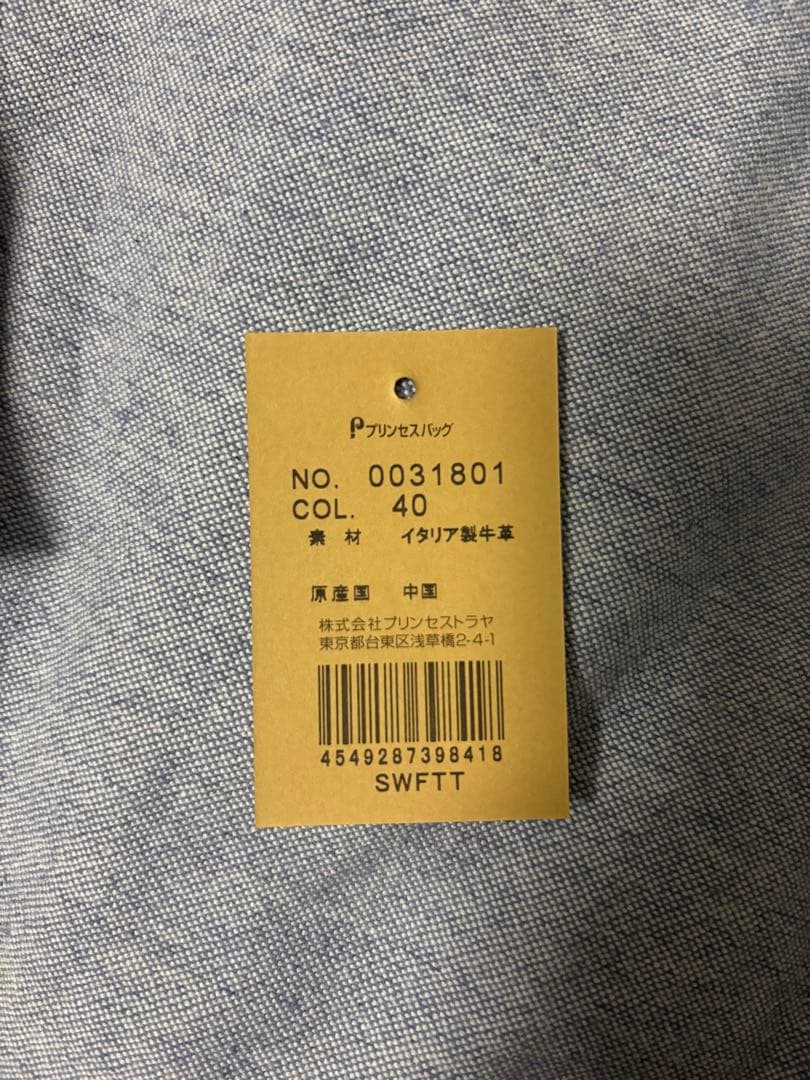 プリンセスバッグ
NO. 0031801
COL. 40
素 材 イタリア製牛革
原産国 中国
株式会社プリンセストラヤ
東京都台東区浅草橋2-4-1
4549287398418
SWFTT